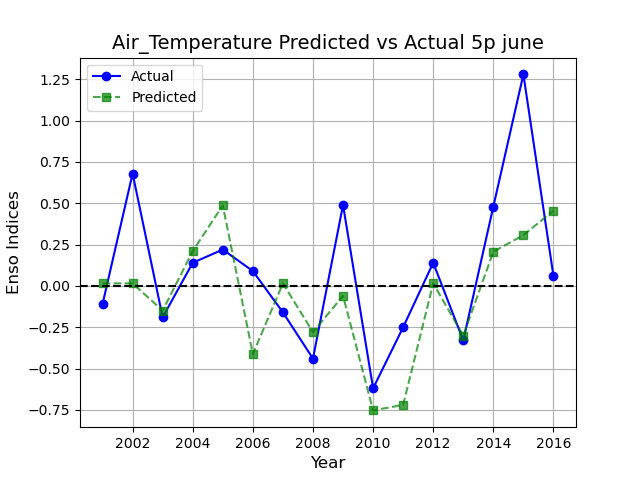 Air_Temperature Predicted vs Actual 5p june
Actual
Predicted
1.25
1.00
0.75
0.50
0.25
0.00
−0.25
−0.50
−0.75
Enso Indices
2002 2004 2006 2008 2010 2012 2014 2016
Year